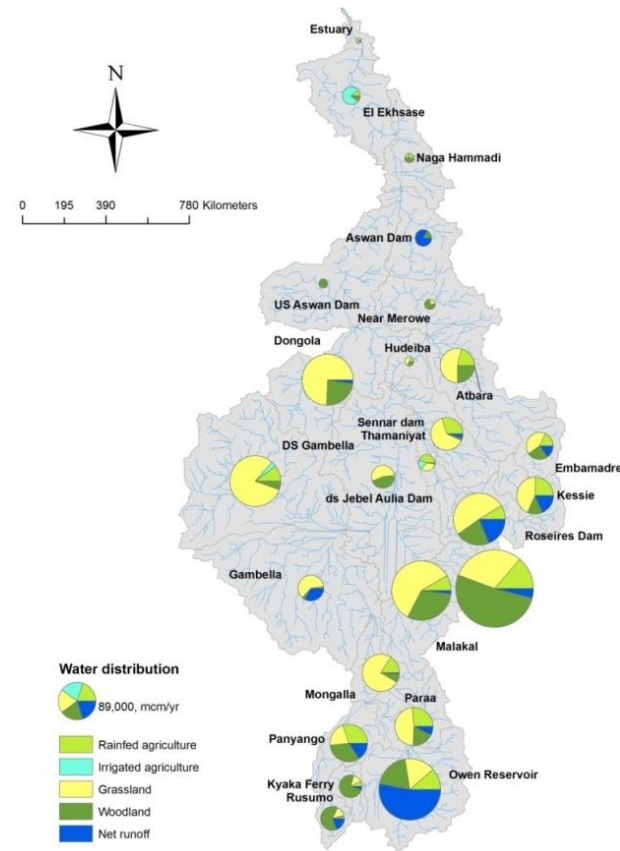 Estuary
N
El Ekhsase
Naga Hammadi
0 195 390 780 Kilometers
Aswan Dam
US Aswan Dam
Near Merowe
Dongola
Hudeiba
Atbara
Sennar dam
Thamaniyat
DS Gambella
Embamadre
ds Jebel Aulia Dam
Kessie
Roseires Dam
Gambella
Malakal
Water distribution
89,000, mcm/yr
Rainfed agriculture
Irrigated agriculture
Grassland
Woodland
Net runoff
Mongalla
Paraa
Panyango
Owen Reservoir
Kyaka Ferry
Rusumo